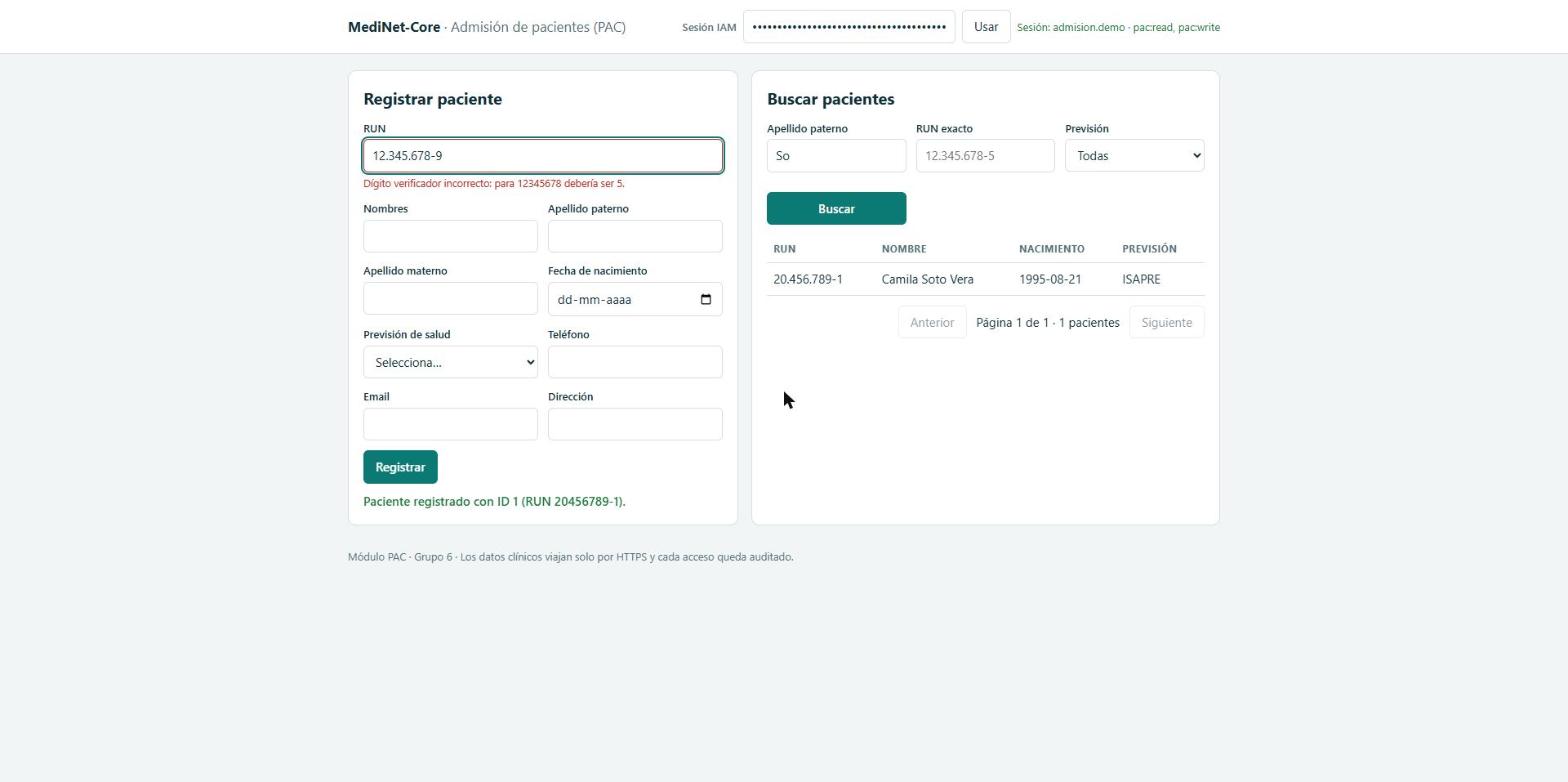 MediNet-Core · Admisión de pacientes (PAC)
Sesión IAM
Usar
Sesión: admision.demo · pac:read, pac:write
Registrar paciente
RUN
12.345.678-9
Dígito verificador incorrecto: para 12345678 debería ser 5.
Nombres
Apellido paterno
Apellido materno
Fecha de nacimiento
dd-mm-aaaa
Previsión de salud
Teléfono
Selecciona...
Email
Dirección
Registrar
Paciente registrado con ID 1 (RUN 20456789-1).
Buscar pacientes
Apellido paterno
RUN exacto
Previsión
So
12.345.678-5
Todas
Buscar
RUN NOMBRE NACIMIENTO PREVISIÓN
20.456.789-1 Camila Soto Vera 1995-08-21 ISAPRE
Anterior Página 1 de 1 · 1 pacientes Siguiente
Módulo PAC · Grupo 6 · Los datos clínicos viajan solo por HTTPS y cada acceso queda auditado.